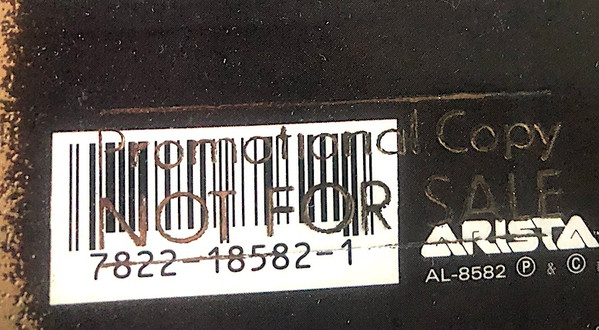 Promotional Copy
NOT FOR SALE
7822-18582-1
ARISTA
AL-8582 Ⓟ & ©